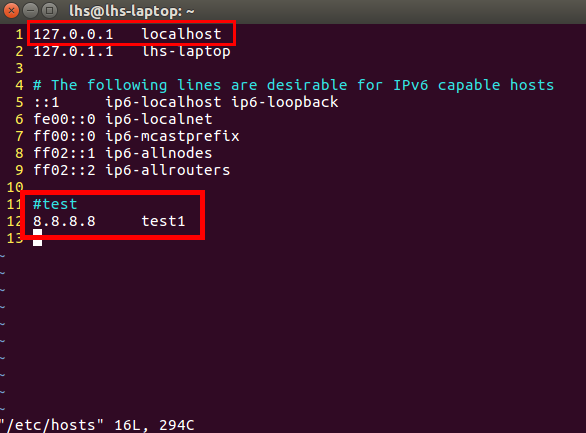 lhs@lhs-laptop: ~
1 127.0.0.1   localhost
2 127.0.1.1   lhs-laptop
3
4 # The following lines are desirable for IPv6 capable hosts
5 ::1     ip6-localhost ip6-loopback
6 fe00::0 ip6-localnet
7 ff00::0 ip6-mcastprefix
8 ff02::1 ip6-allnodes
9 ff02::2 ip6-allrouters
10
11 #test
12 8.8.8.8     test1
13
~
~
~
~
~
~
~
~
~
~
"/etc/hosts" 16L, 294C